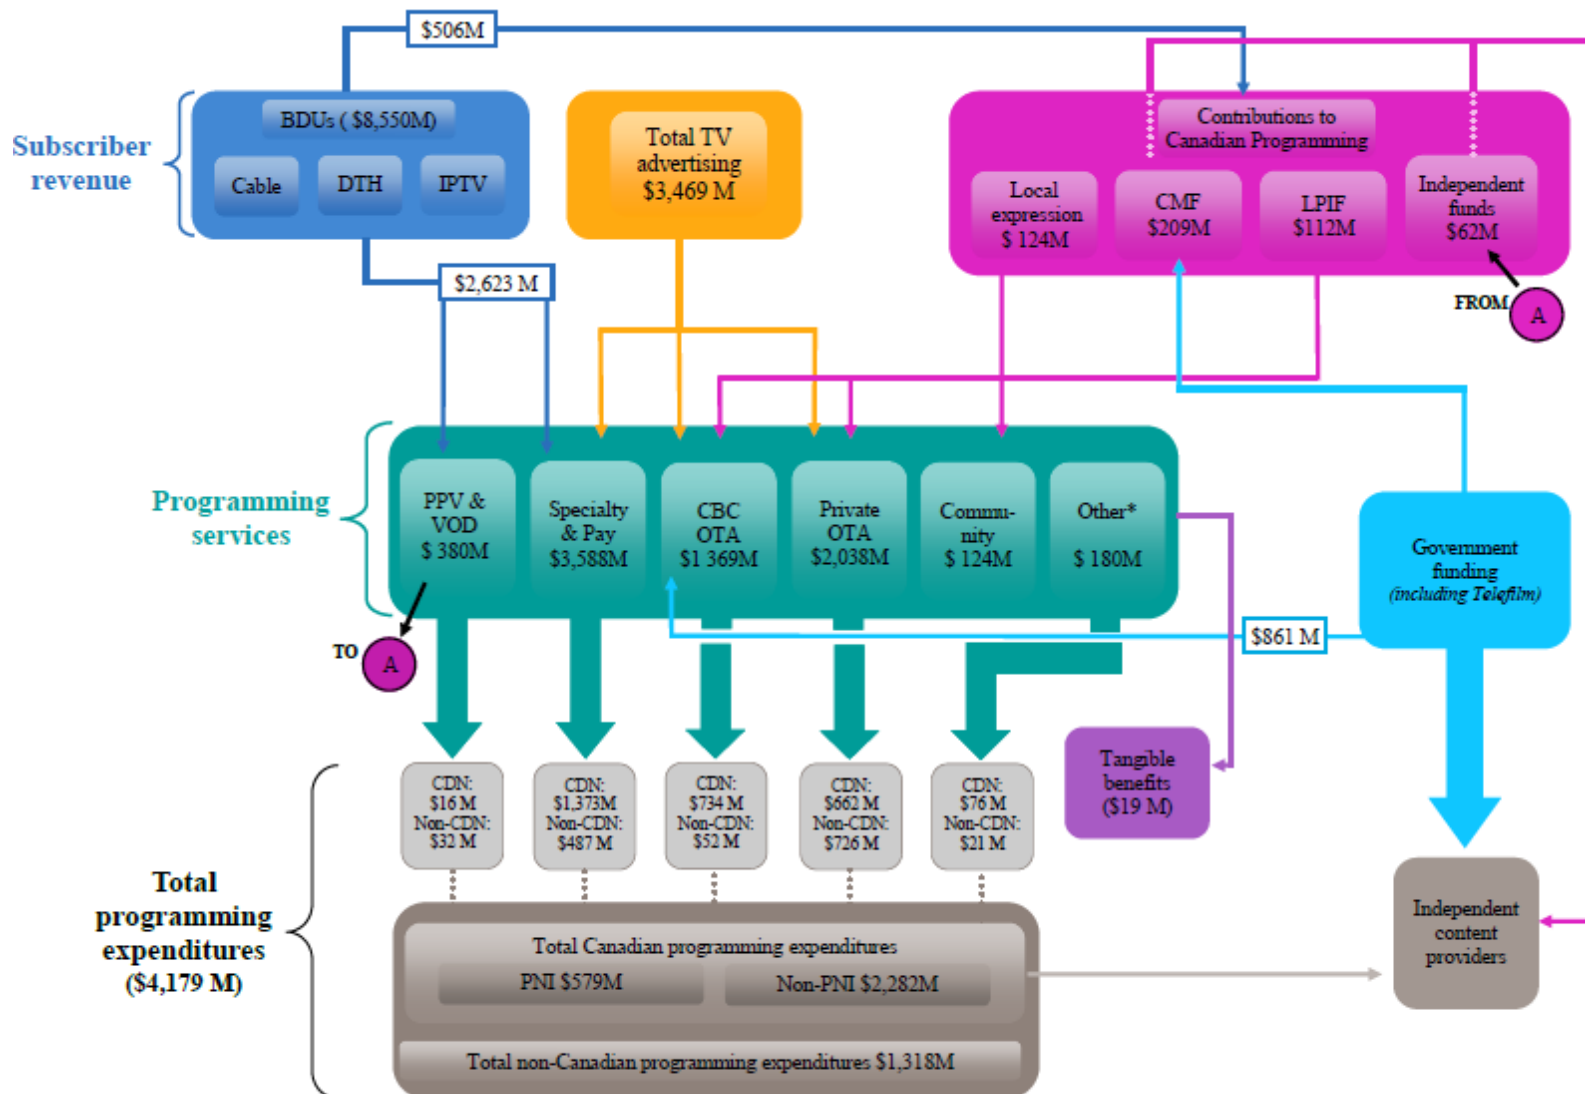 $506M
BDUs ( $8,550M)
Subscriber
revenue
Cable
DTH
IPTV
$2,623 M
Total TV
advertising
$3,469 M
Contributions to
Canadian Programming
Local
expression
$ 124M
CMF
$209M
LPIF
$112M
Independent
funds
$62M
FROM
A
Programming
services
PPV &
VOD
$ 380M
Specialty
& Pay
$3,588M
CBC
OTA
$1 369M
Private
OTA
$2,038M
Commu-
nity
$ 124M
Other*
$ 180M
Government
funding
(including Telefilm)
$861 M
TO
A
CDN:
$16 M
Non-CDN:
$32 M
CDN:
$1,373M
Non-CDN:
$487 M
CDN:
$734 M
Non-CDN:
$52 M
CDN:
$662 M
Non-CDN:
$726 M
CDN:
$76 M
Non-CDN:
$21 M
Tangible
benefits
($19 M)
Total
programming
expenditures
($4,179 M)
Total Canadian programming expenditures
PNI $579M
Non-PNI $2,282M
Total non-Canadian programming expenditures $1,318M
Independent
content
providers